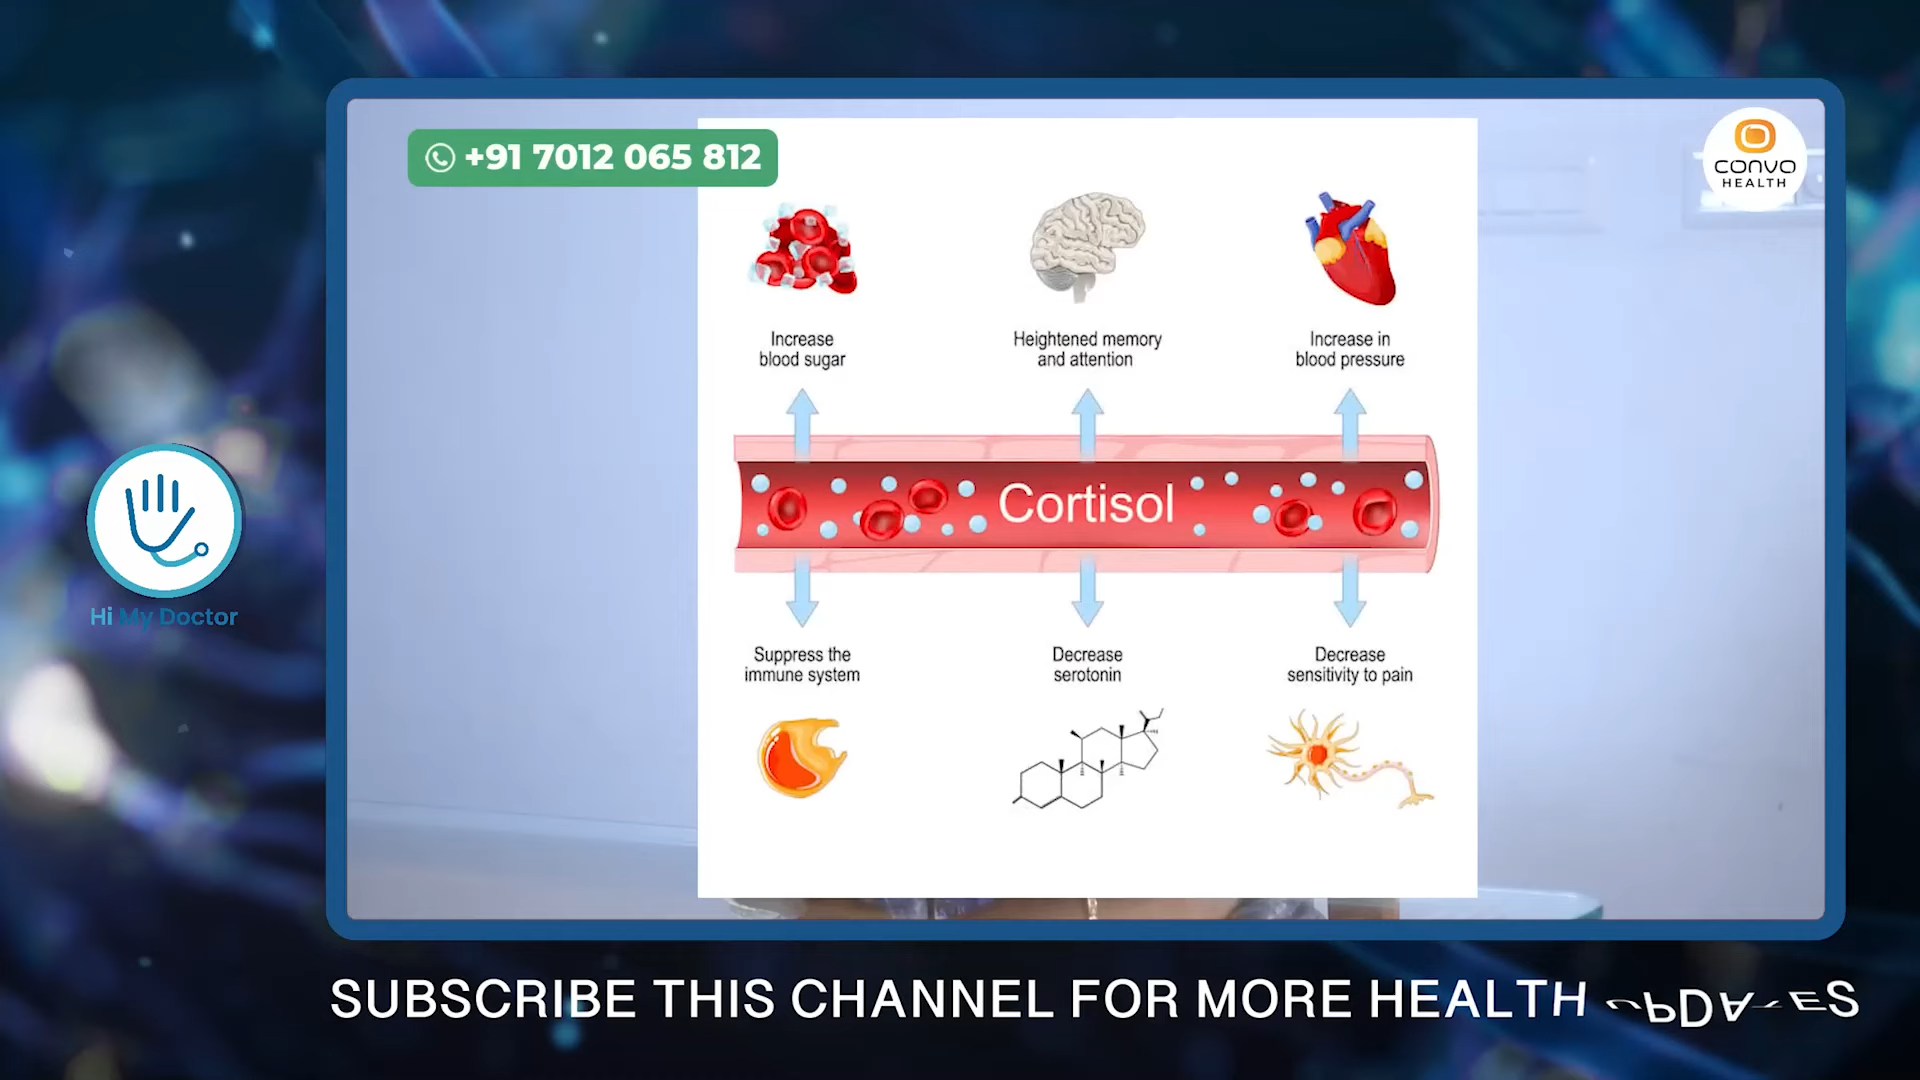 +91 7012 065 812
CONVO
HEALTH
Increase
blood sugar
Heightened memory
and attention
Increase in
blood pressure
Cortisol
Suppress the
immune system
Decrease
serotonin
Decrease
sensitivity to pain
Hi My Doctor
SUBSCRIBE THIS CHANNEL FOR MORE HEALTH